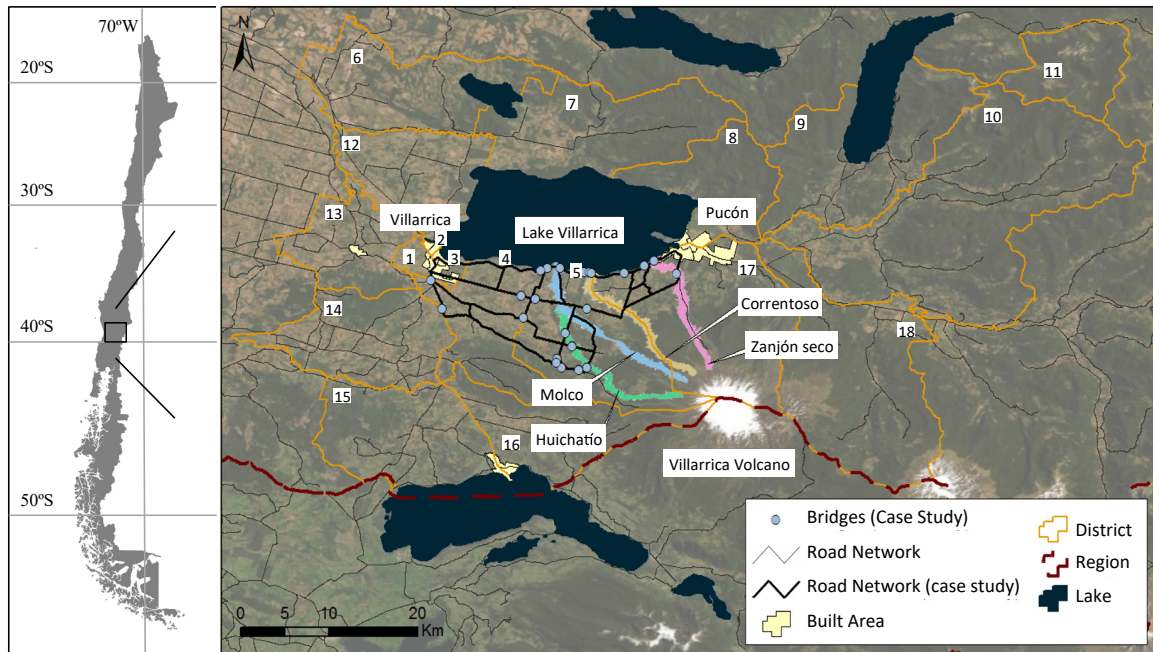 70ºW
20ºS
30ºS
40ºS
50ºS
N
6
7
8
9
10
11
12
13
Villarrica
Lake Villarrica
Pucón
1
2
3
4
5
17
14
Correntoso
18
Zanjón seco
15
Molco
Huichatío
16
Villarrica Volcano
0 5 10 20
Km
Bridges (Case Study)
Road Network
Road Network (case study)
Built Area
District
Region
Lake